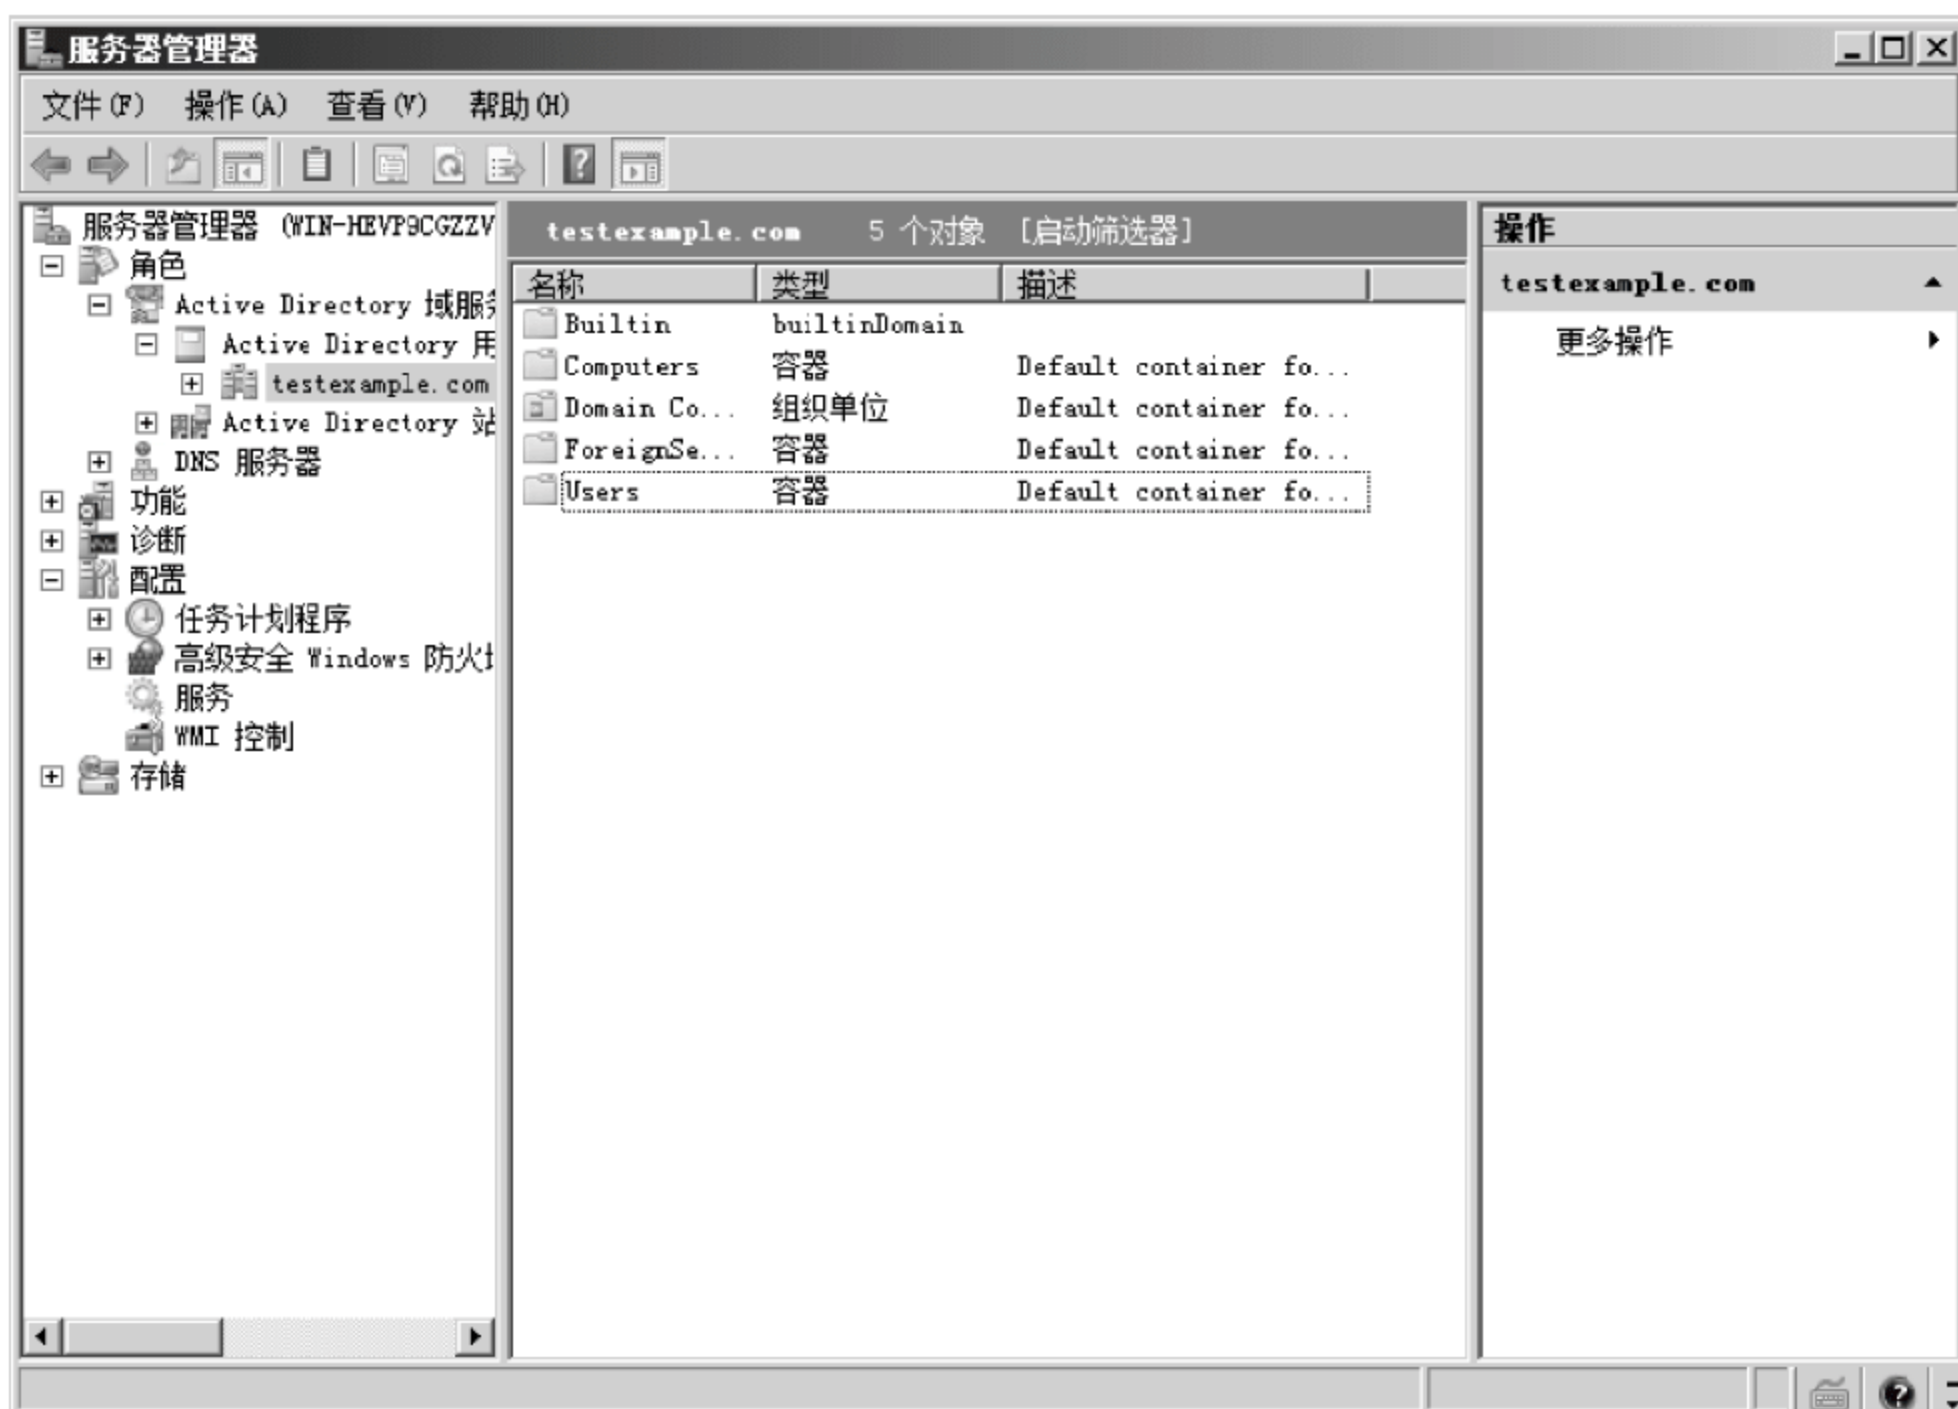 服务器管理器
文件(F) 操作(A) 查看(V) 帮助(H)
服务器管理器 (WIN-HEVP9CGZZV
角色
Active Directory 域服
Active Directory 用
testexample.com
Active Directory 站
DNS 服务器
功能
诊断
配置
任务计划程序
高级安全 Windows 防火
服务
WMI 控制
存储
testexample.com 5 个对象 [启动筛选器]
名称 类型 描述
Builtin builtinDomain
Computers 容器 Default container fo...
Domain Co... 组织单位 Default container fo...
ForeignSe... 容器 Default container fo...
Users 容器 Default container fo...
操作
testexample.com
更多操作